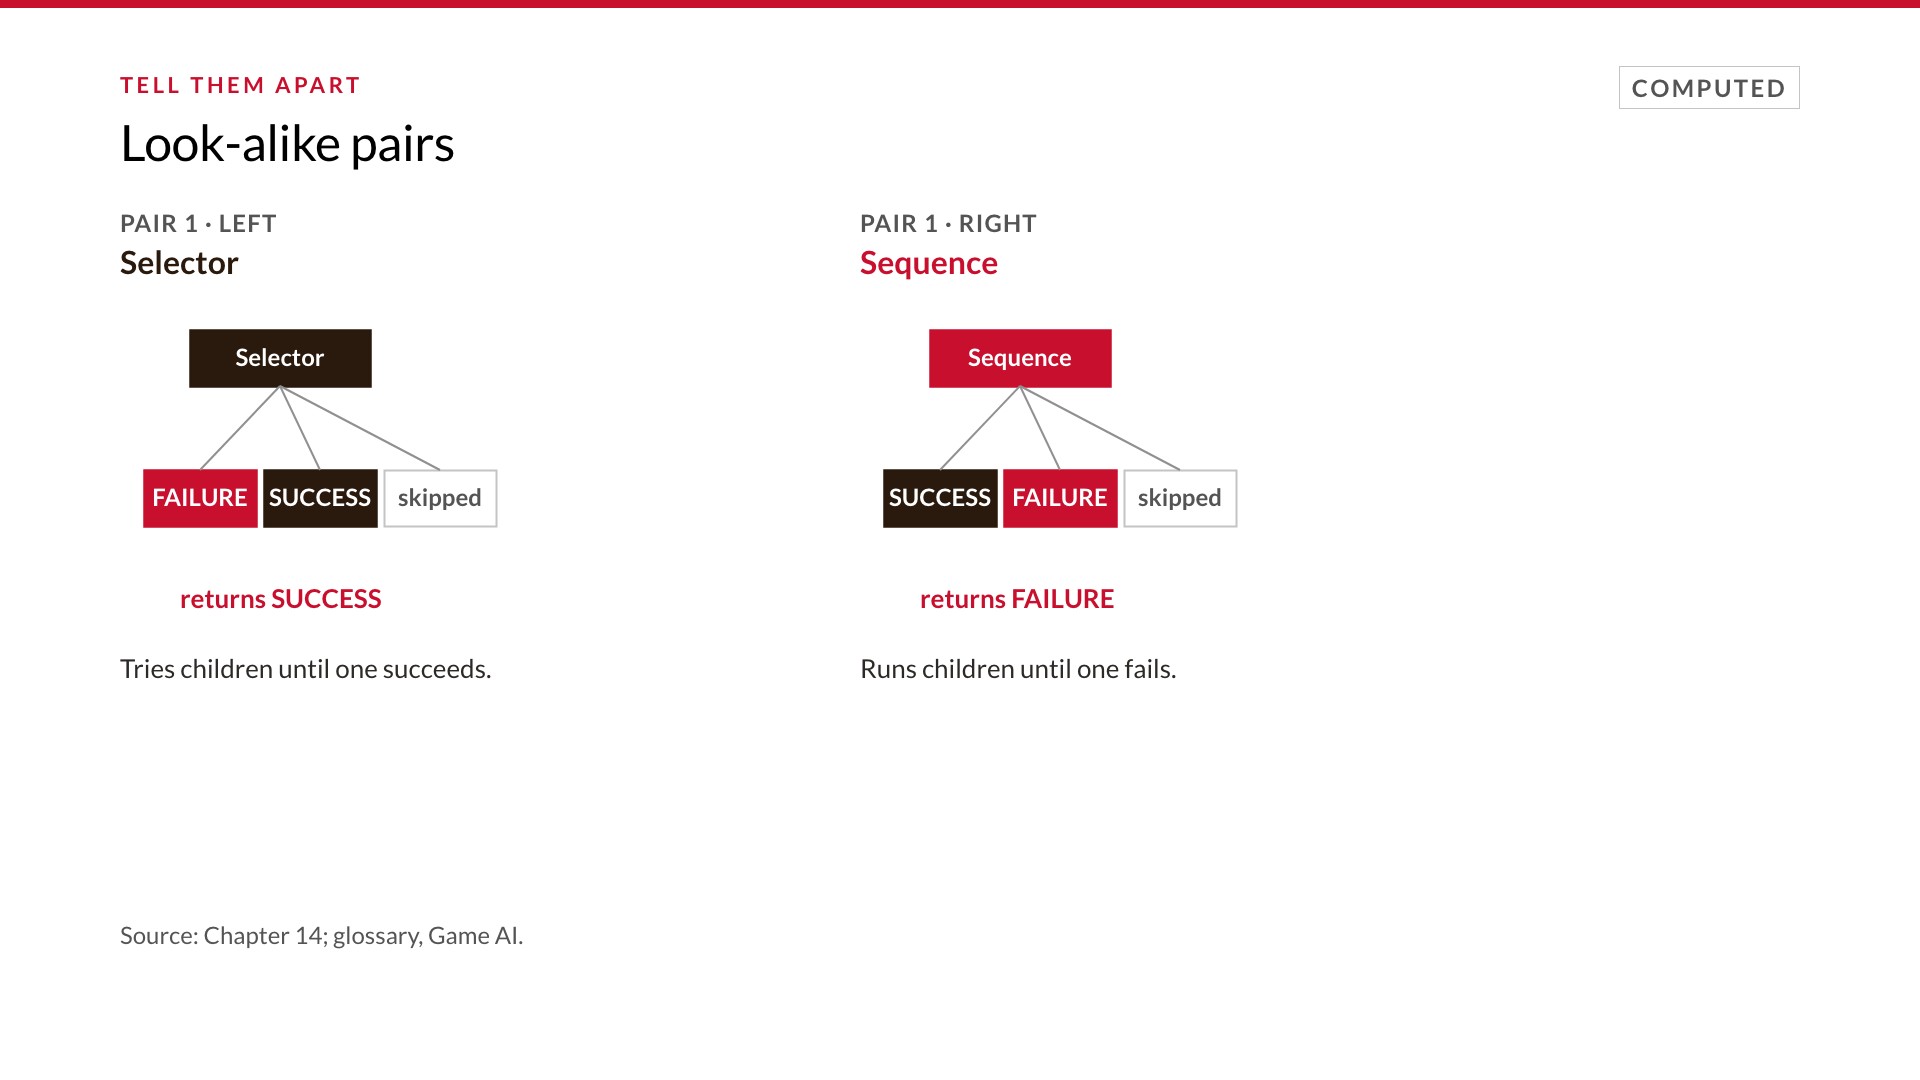 TELL THEM APART
COMPUTED
Look-alike pairs
PAIR 1 · LEFT
Selector
Selector
FAILURE SUCCESS skipped
returns SUCCESS
Tries children until one succeeds.
PAIR 1 · RIGHT
Sequence
Sequence
SUCCESS FAILURE skipped
returns FAILURE
Runs children until one fails.
Source: Chapter 14; glossary, Game AI.